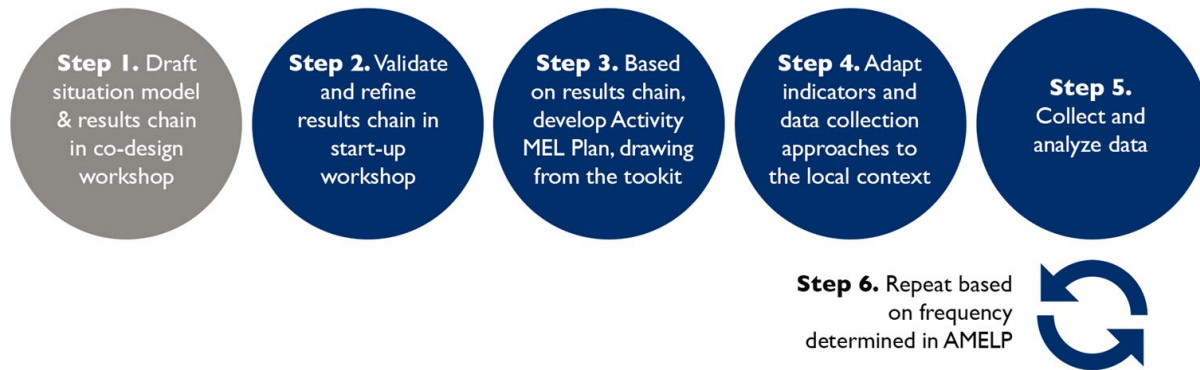 Step 1. Draft
situation model
& results chain
in co-design
workshop
Step 2. Validate
and refine
results chain in
start-up
workshop
Step 3. Based
on results chain,
develop Activity
MEL Plan, drawing
from the tookit
Step 4. Adapt
indicators and
data collection
approaches to
the local context
Step 5.
Collect and
analyze data
Step 6. Repeat based
on frequency
determined in AMELP